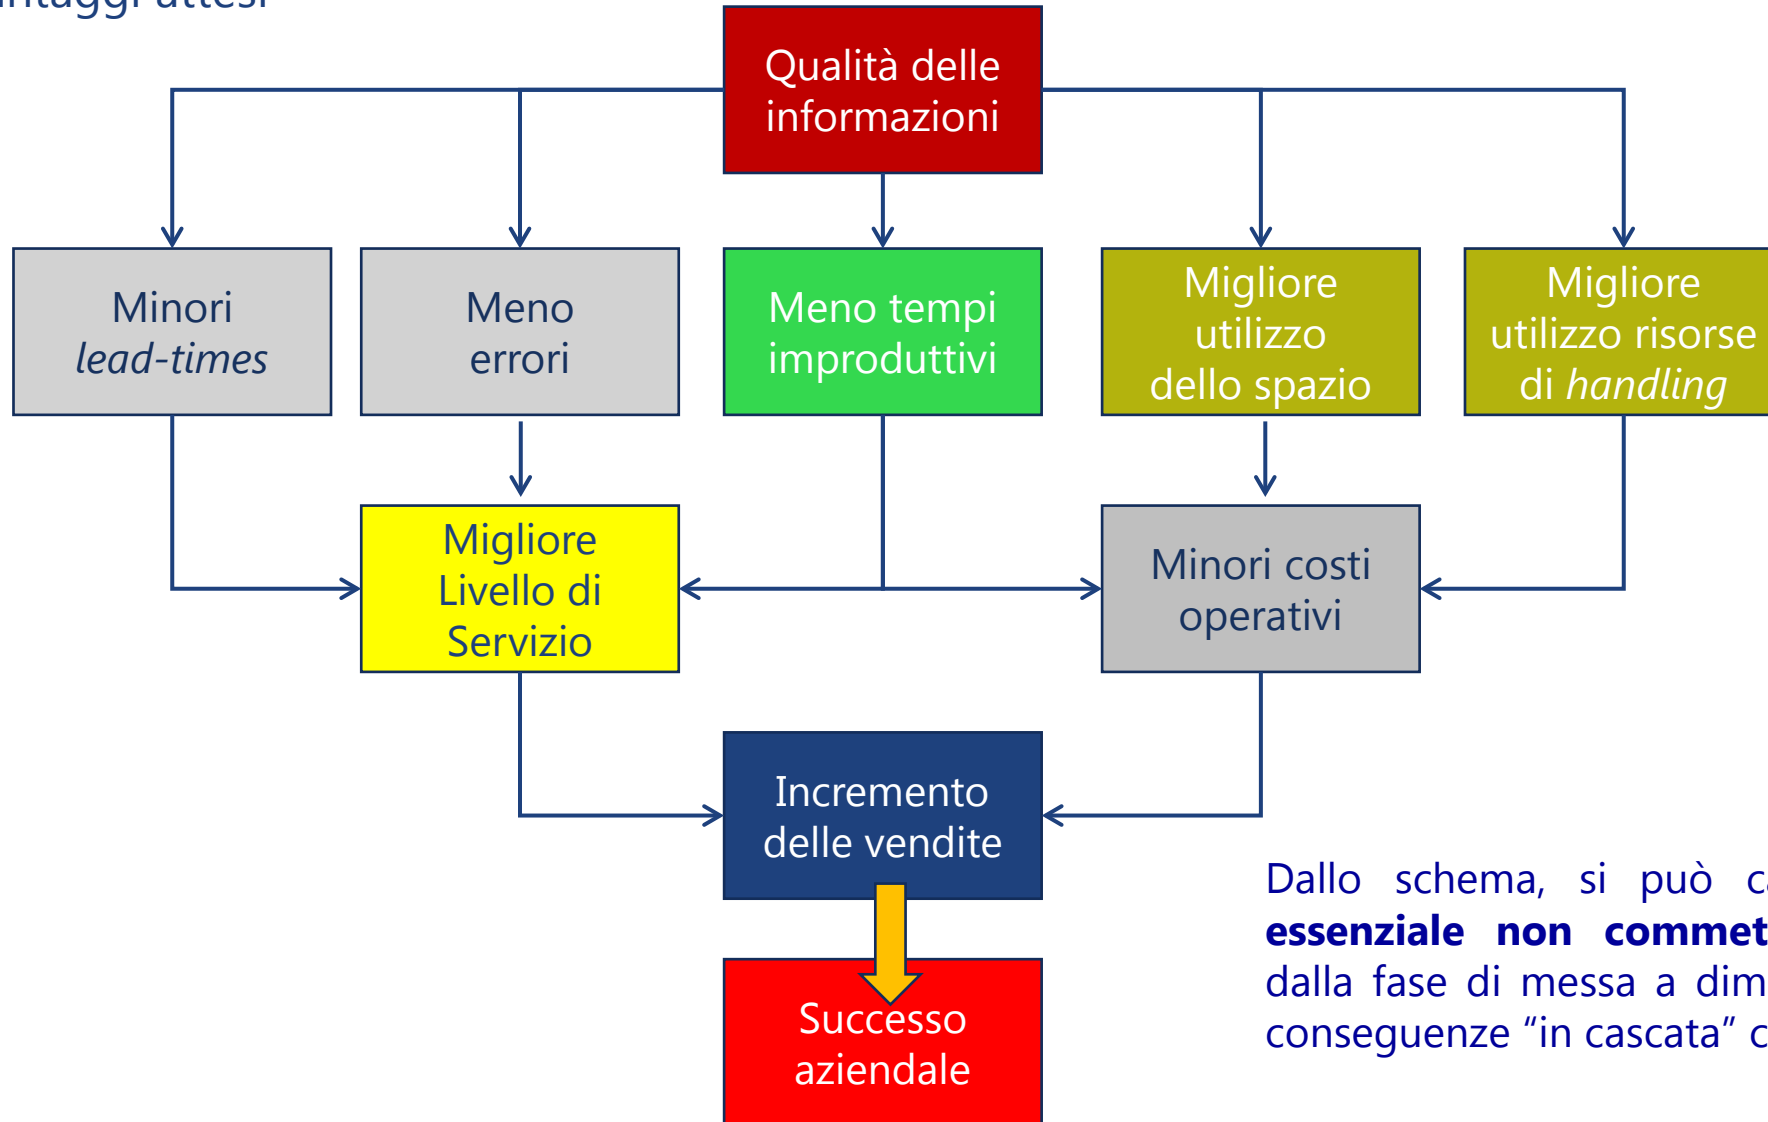 attesi
Qualità delle
informazioni
Minori
lead-times
Meno
errori
Meno tempi
improduttivi
Migliore
utilizzo
dello spazio
Migliore
utilizzo risorse
di handling
Migliore
Livello di
Servizio
Minori costi
operativi
Incremento
delle vendite
Successo
aziendale
Dallo schema, si può
essenziale non
dalla fase di messa a
conseguenze “in cascata”